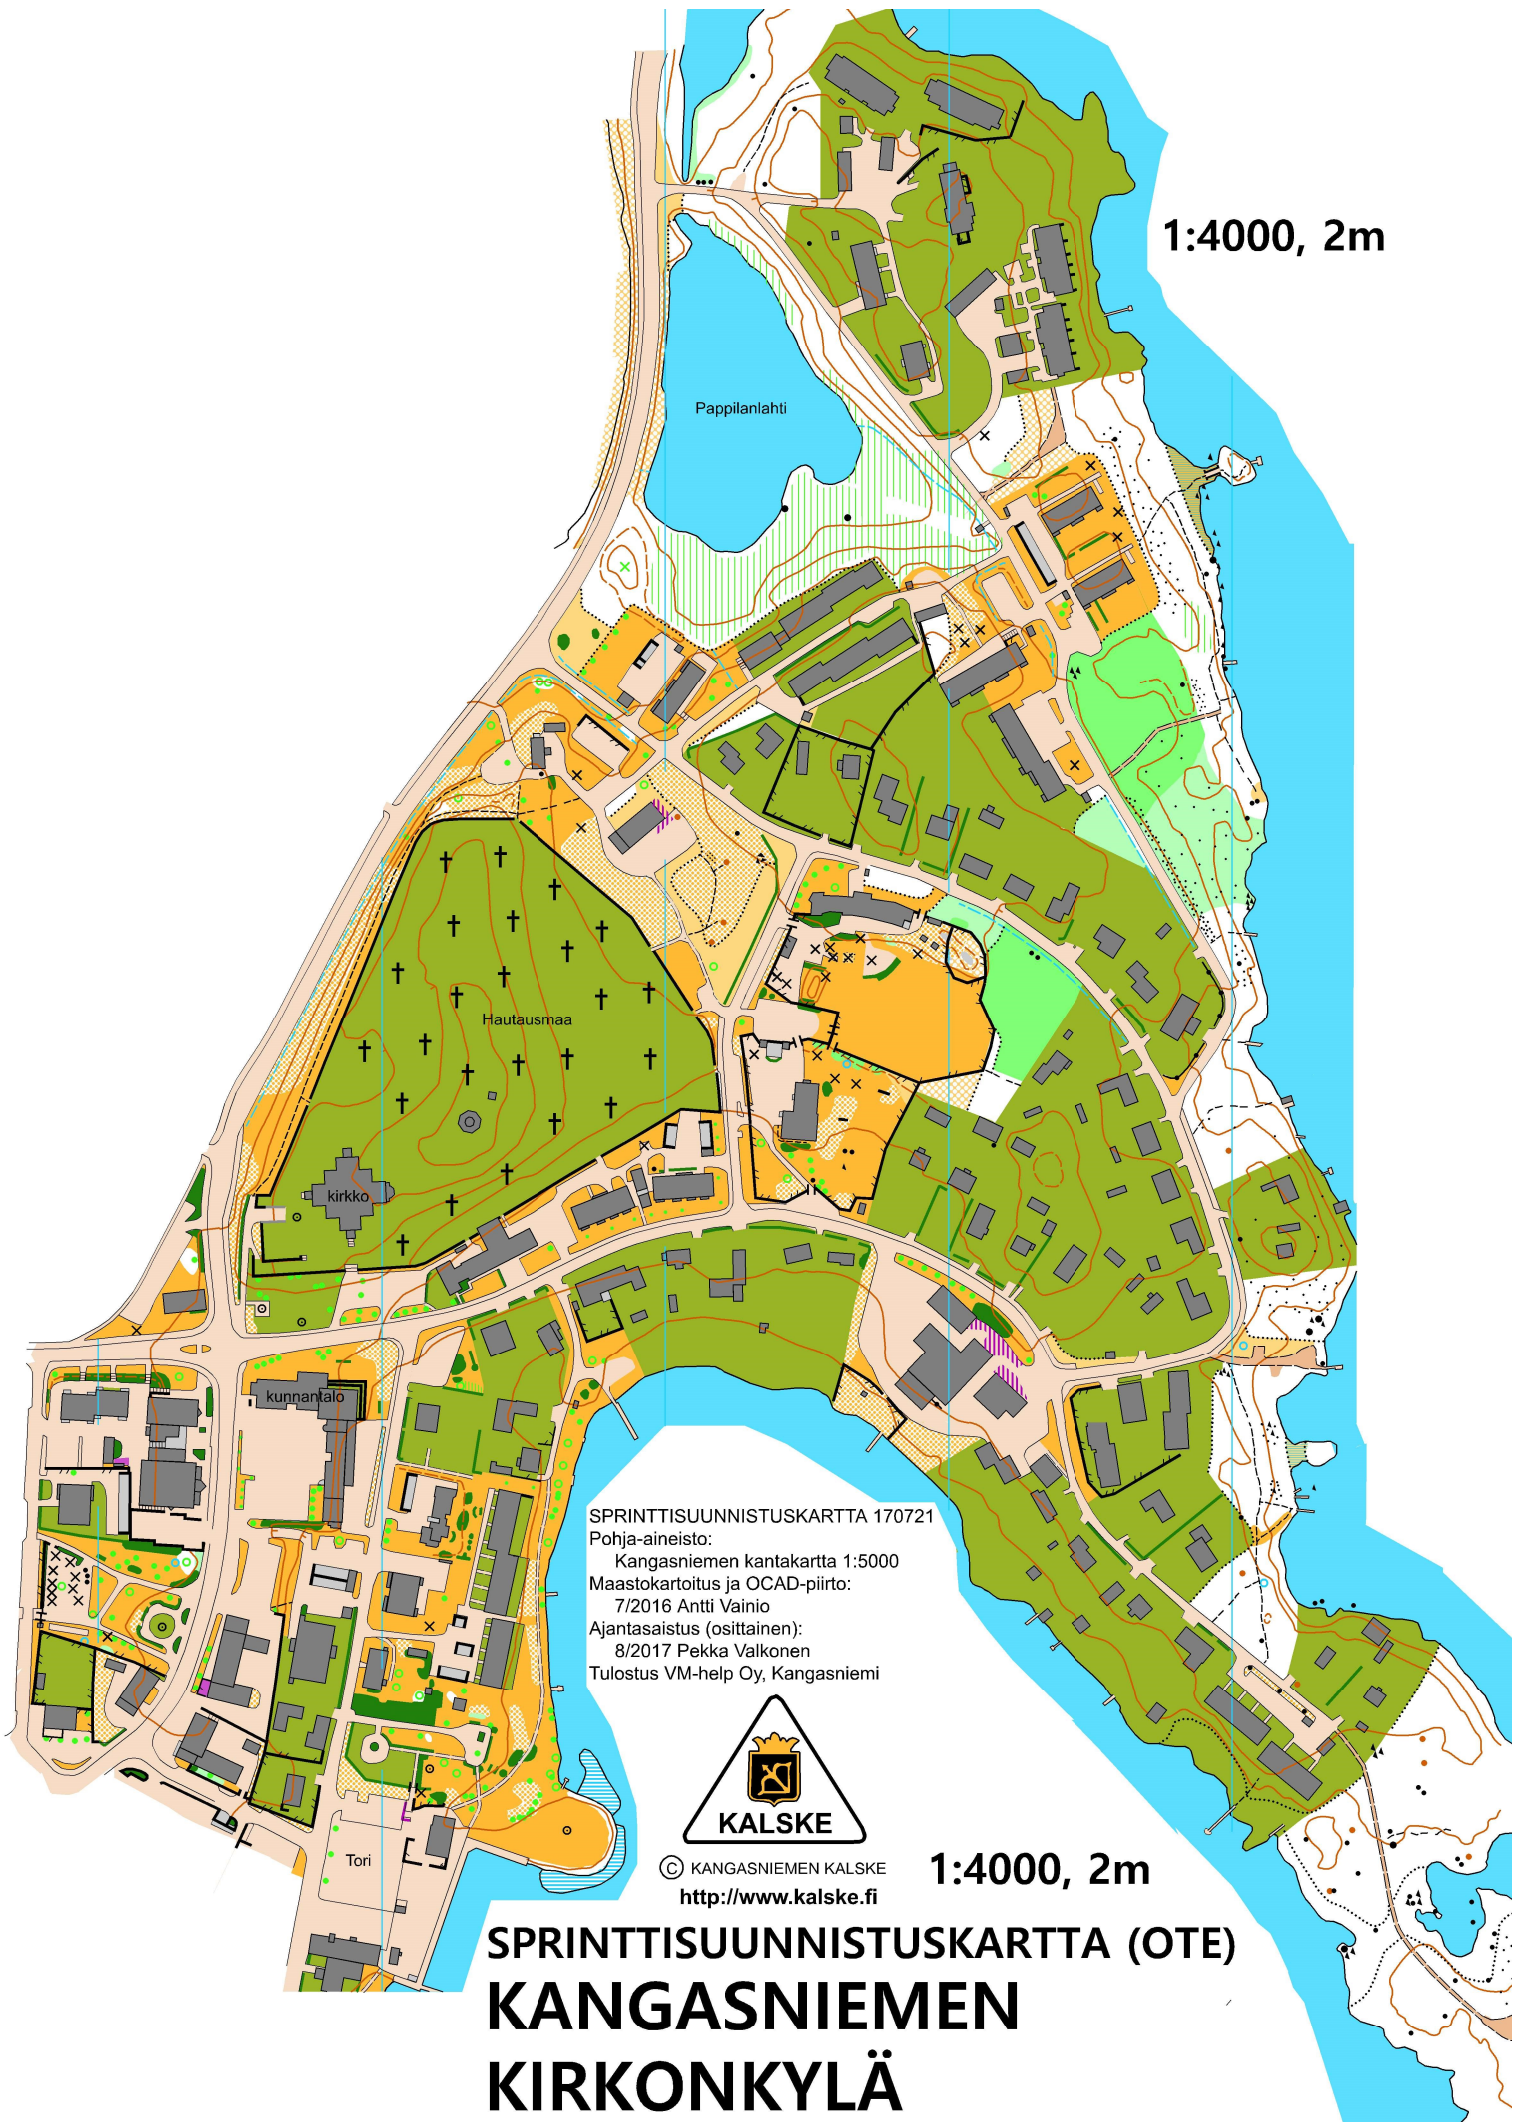 1:4000, 2m
Pappilanlahti
Hautausmaa
kirkko
kunnantalo
SPRINTTISUUNNISTUSKARTTA 170721
Pohja-aineisto:
Kangasniemen kantakartta 1:5000
Maastokartoitus ja OCAD-piirto:
7/2016 Antti Vainio
Ajantasaistus (osittainen):
8/2017 Pekka Valkonen
Tulostus VM-help Oy, Kangasniemi
KALSKE
Tori
© KANGASNIEMEN KALSKE
http://www.kalske.fi
1:4000, 2m
SPRINTTISUUNNISTUSKARTTA (OTE)
KANGASNIEMEN
KIRKONKYLÄ